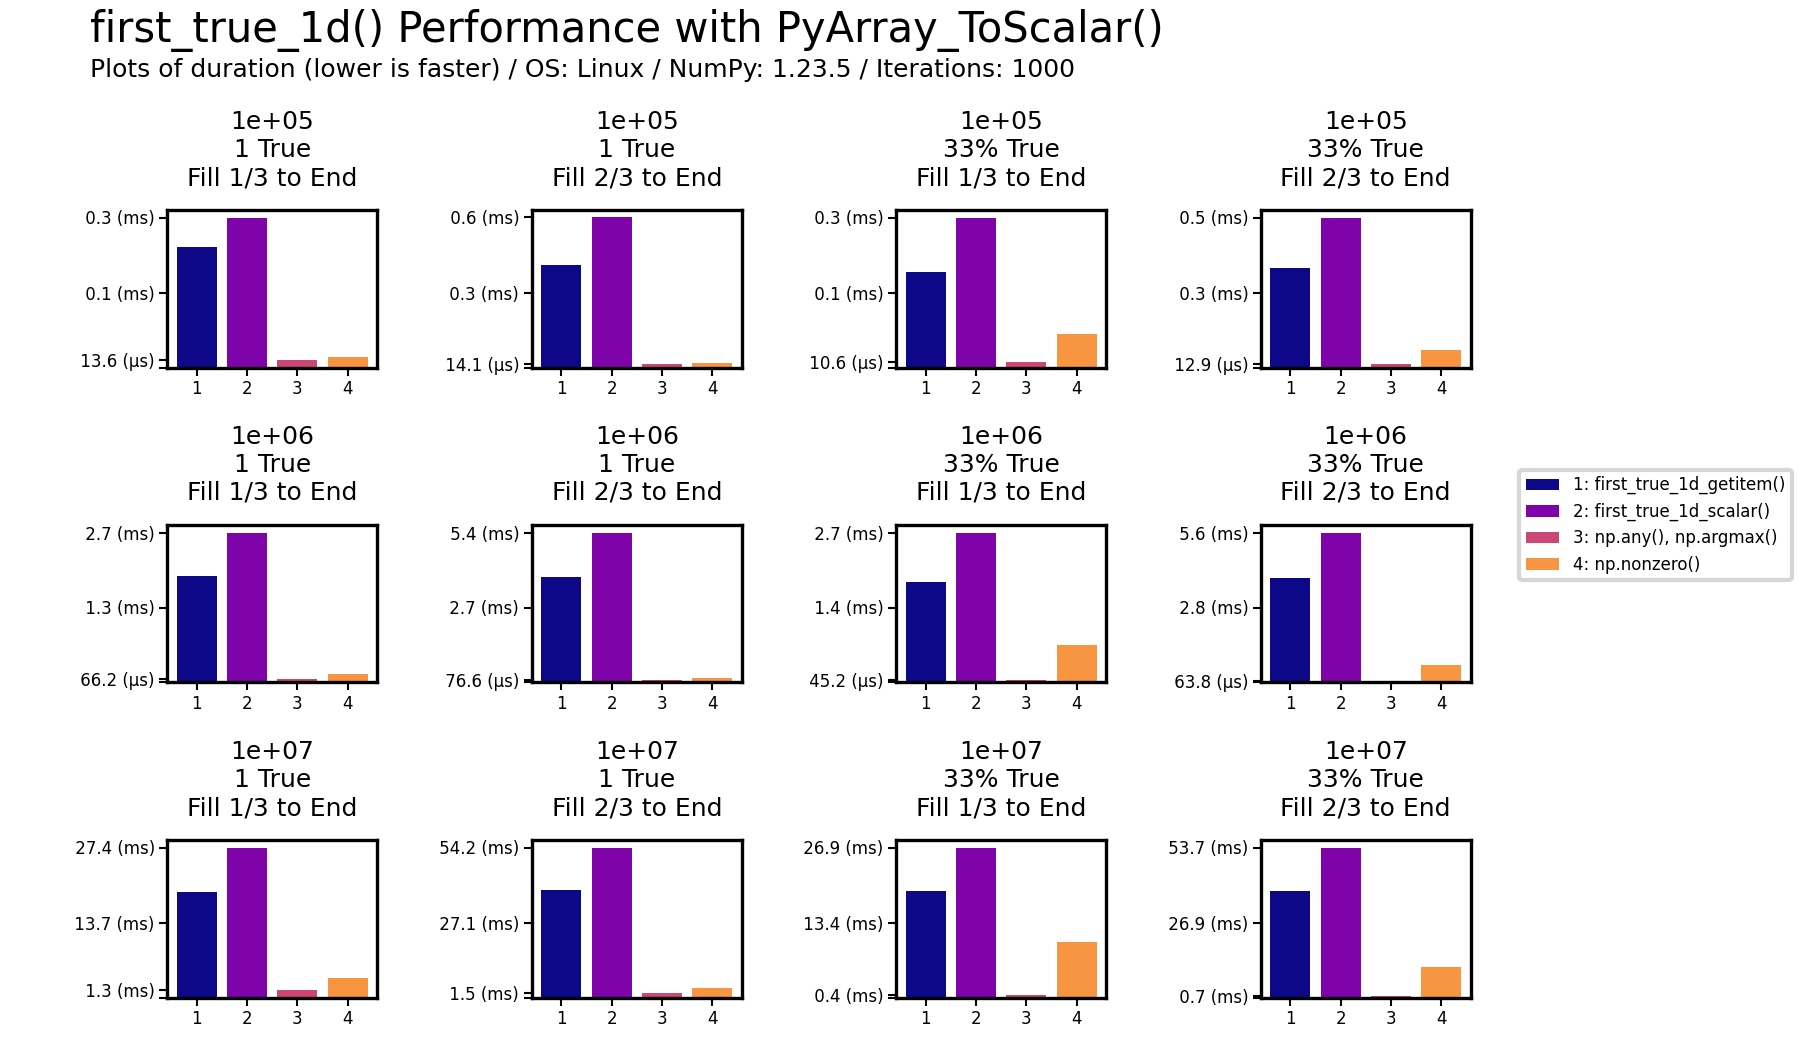 first_true_1d() Performance with PyArray_ToScalar()
Plots of duration (lower is faster) / OS: Linux / NumPy: 1.23.5 / Iterations: 1000
1e+05
1 True
Fill 1/3 to End
0.3 (ms)
0.1 (ms)
13.6 (µs)
1 2 3 4
1e+05
1 True
Fill 2/3 to End
0.6 (ms)
0.3 (ms)
14.1 (µs)
1 2 3 4
1e+05
33% True
Fill 1/3 to End
0.3 (ms)
0.1 (ms)
10.6 (µs)
1 2 3 4
1e+05
33% True
Fill 2/3 to End
0.5 (ms)
0.3 (ms)
12.9 (µs)
1 2 3 4
1e+06
1 True
Fill 1/3 to End
2.7 (ms)
1.3 (ms)
66.2 (µs)
1 2 3 4
1e+06
1 True
Fill 2/3 to End
5.4 (ms)
2.7 (ms)
76.6 (µs)
1 2 3 4
1e+06
33% True
Fill 1/3 to End
2.7 (ms)
1.4 (ms)
45.2 (µs)
1 2 3 4
1e+06
33% True
Fill 2/3 to End
5.6 (ms)
2.8 (ms)
63.8 (µs)
1 2 3 4
1: first_true_1d_getitem()
2: first_true_1d_scalar()
3: np.any(), np.argmax()
4: np.nonzero()
1e+07
1 True
Fill 1/3 to End
27.4 (ms)
13.7 (ms)
1.3 (ms)
1 2 3 4
1e+07
1 True
Fill 2/3 to End
54.2 (ms)
27.1 (ms)
1.5 (ms)
1 2 3 4
1e+07
33% True
Fill 1/3 to End
26.9 (ms)
13.4 (ms)
0.4 (ms)
1 2 3 4
1e+07
33% True
Fill 2/3 to End
53.7 (ms)
26.9 (ms)
0.7 (ms)
1 2 3 4